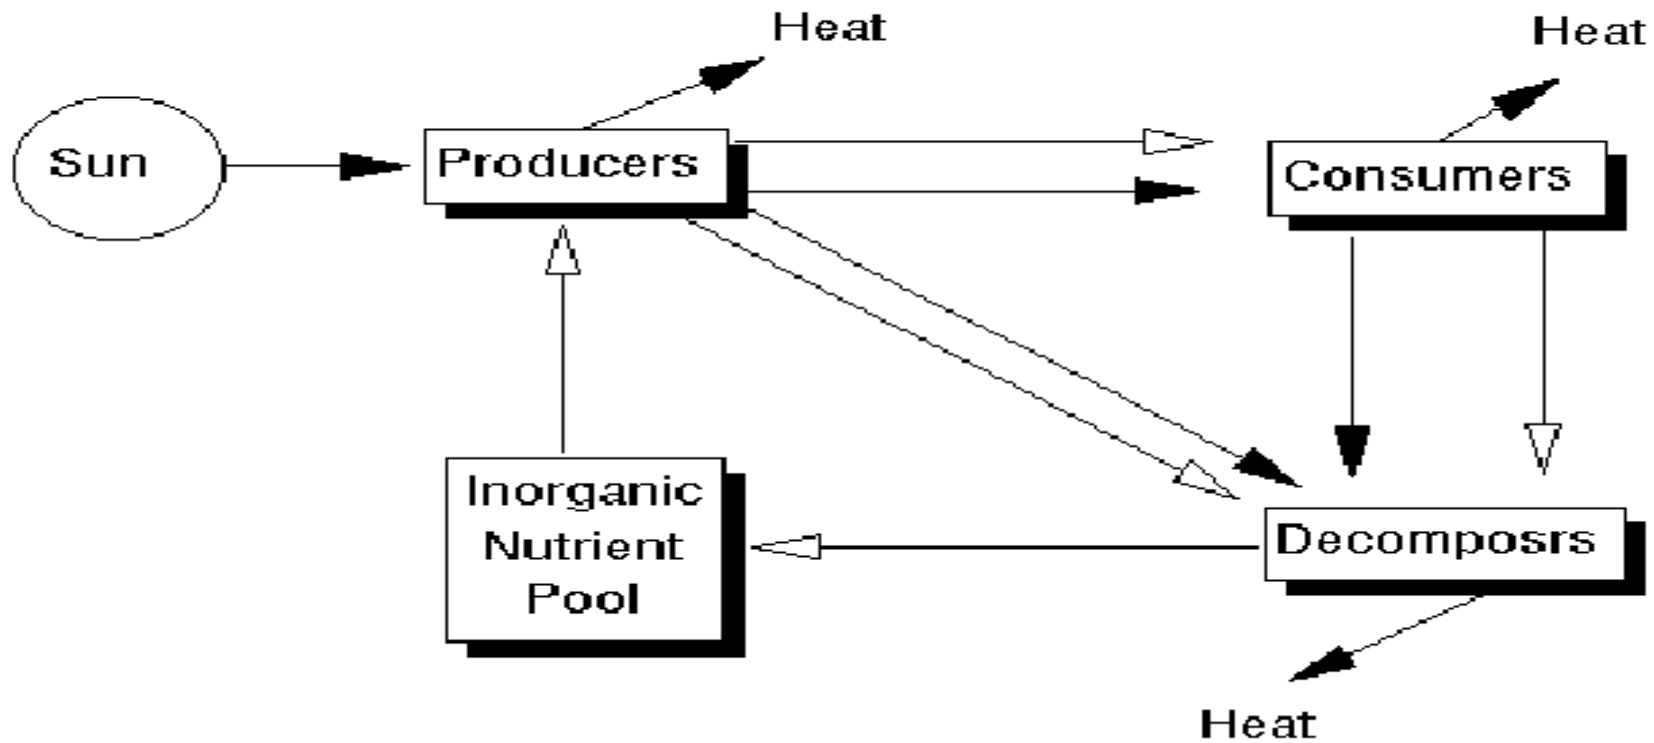 Heat
Heat
Sun
Producers
Consumers
Inorganic
Nutrient
Pool
Decomposrs
Heat